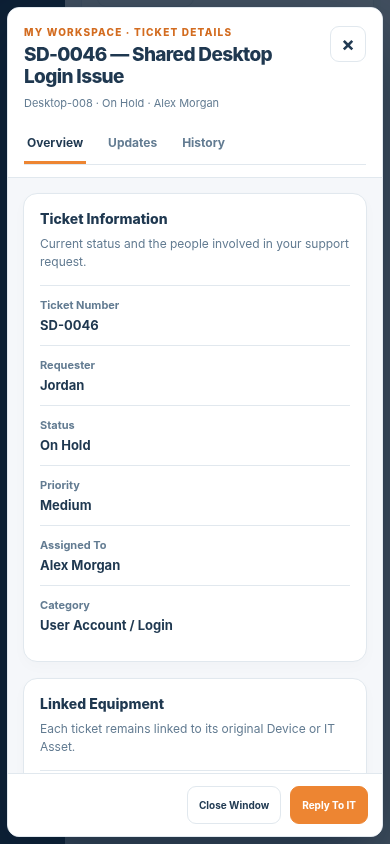 MY WORKSPACE · TICKET DETAILS
SD-0046 — Shared Desktop
Login Issue
×
Desktop-008 · On Hold · Alex Morgan
Overview Updates History
Ticket Information
Current status and the people involved in your support
request.
Ticket Number
SD-0046
Requester
Jordan
Status
On Hold
Priority
Medium
Assigned To
Alex Morgan
Category
User Account / Login
Linked Equipment
Each ticket remains linked to its original Device or IT
Asset.
Close Window Reply To IT